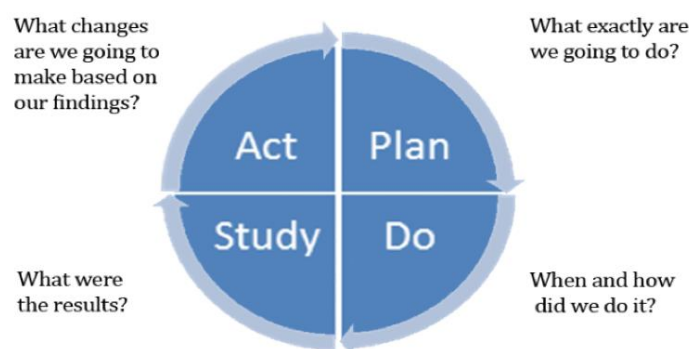 What changes
are we going to
make based on
our findings?
What exactly are
we going to do?
Act
Plan
Study
Do
What were
the results?
When and how
did we do it?